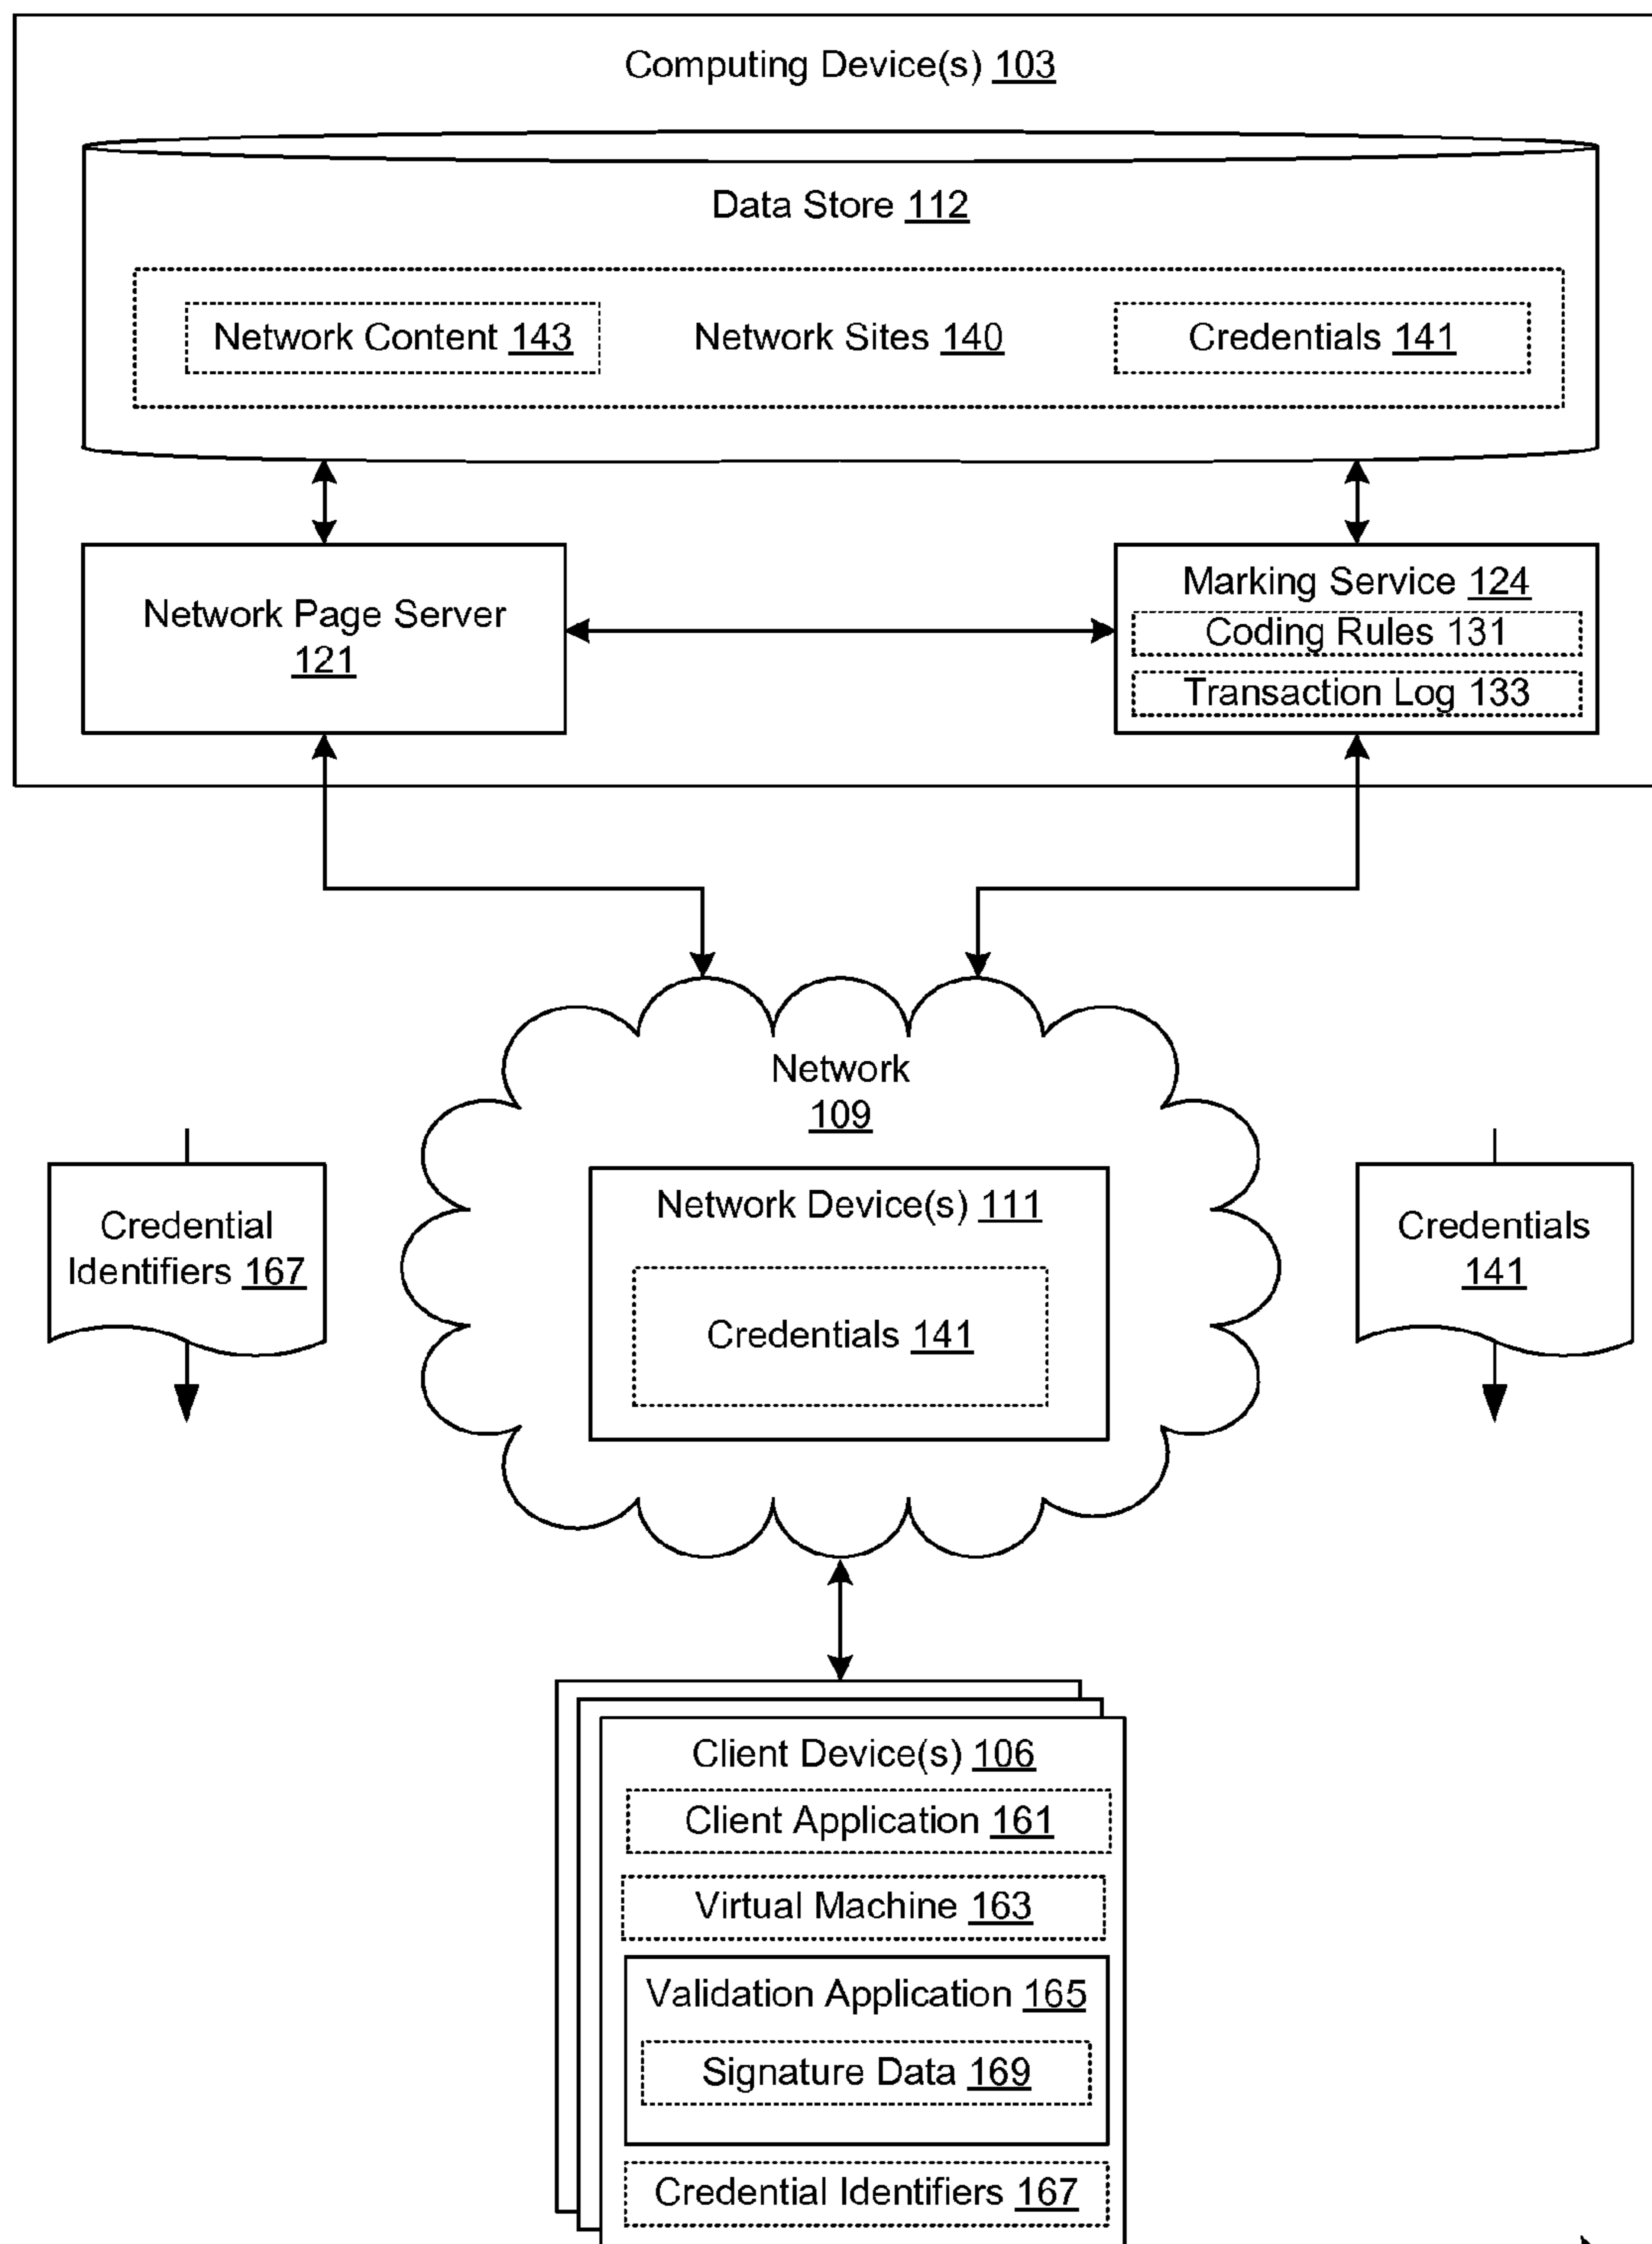 Computing Device(s) 103
Data Store 112
Network Content 143
Network Sites 140
Credentials 141
Network Page Server
121
Marking Service 124
Coding Rules 131
Transaction Log 133
Network
109
Network Device(s) 111
Credentials 141
Credential
Identifiers 167
Credentials
141
Client Device(s) 106
Client Application 161
Virtual Machine 163
Validation Application 165
Signature Data 169
Credential Identifiers 167